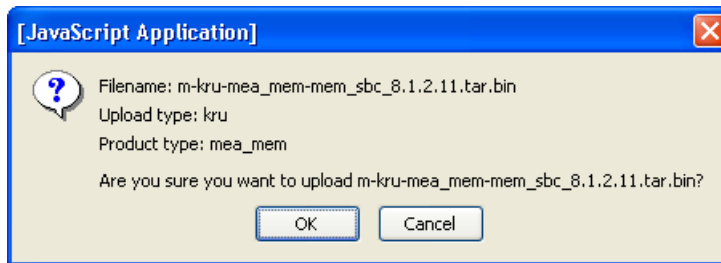 [JavaScript Application]
Filename: m-kru-mea_mem-mem_sbc_8.1.2.11.tar.bin
Upload type: kru
Product type: mea_mem
Are you sure you want to upload m-kru-mea_mem-mem_sbc_8.1.2.11.tar.bin?
OK Cancel